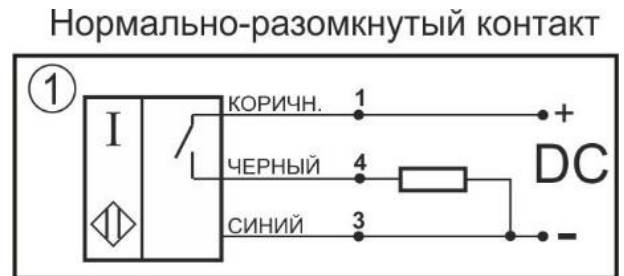 Нормально-разомкнутый контакт
1
I
КОРИЧН. 1 +
ЧЕРНЫЙ 4 DC
СИНИЙ 3 -